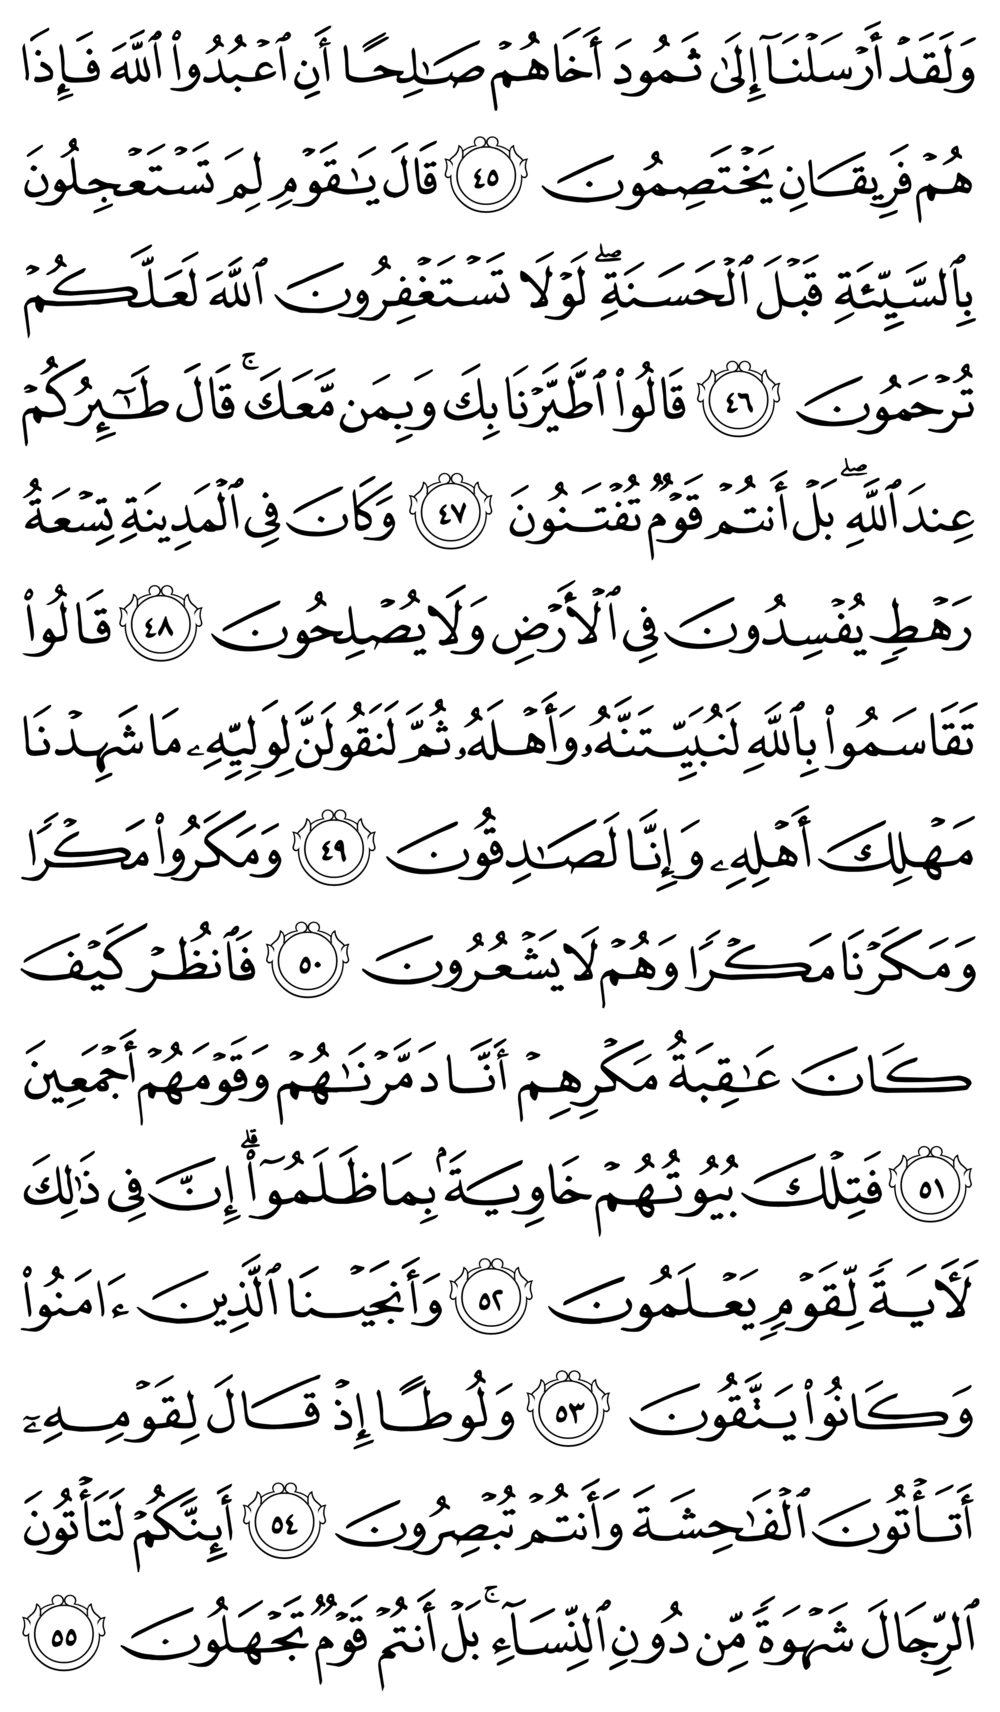 وَلَقَدۡ أَرۡسَلۡنَآ إِلَىٰ ثَمُودَ أَخَاهُمۡ صَٰلِحًا أَنِ ٱعۡبُدُواْ ٱللَّهَ فَإِذَا
هُمۡ فَرِيقَانِ يَخۡتَصِمُونَ ٤٥ قَالَ يَٰقَوۡمِ لِمَ تَسۡتَعۡجِلُونَ
بِٱلسَّيِّئَةِ قَبۡلَ ٱلۡحَسَنَةِۖ لَوۡلَا تَسۡتَغۡفِرُونَ ٱللَّهَ لَعَلَّكُمۡ
تُرۡحَمُونَ ٤٦ قَالُواْ ٱطَّيَّرۡنَا بِكَ وَبِمَن مَّعَكَۚ قَالَ طَٰٓئِرُكُمۡ
عِندَ ٱللَّهِۖ بَلۡ أَنتُمۡ قَوۡمٞ تُفۡتَنُونَ ٤٧ وَكَانَ فِي ٱلۡمَدِينَةِ تِسۡعَةُ
رَهۡطٖ يُفۡسِدُونَ فِي ٱلۡأَرۡضِ وَلَا يُصۡلِحُونَ ٤٨ قَالُواْ
تَقَاسَمُواْ بِٱللَّهِ لَنُبَيِّتَنَّهُۥ وَأَهۡلَهُۥ ثُمَّ لَنَقُولَنَّ لِوَلِيِّهِۦ مَا شَهِدۡنَا
مَهۡلِكَ أَهۡلِهِۦ وَإِنَّا لَصَٰدِقُونَ ٤٩ وَمَكَرُواْ مَكۡرٗا
وَمَكَرۡنَا مَكۡرٗا وَهُمۡ لَا يَشۡعُرُونَ ٥٠ فَٱنظُرۡ كَيۡفَ
كَانَ عَٰقِبَةُ مَكۡرِهِمۡ أَنَّا دَمَّرۡنَٰهُمۡ وَقَوۡمَهُمۡ أَجۡمَعِينَ
٥١ فَتِلۡكَ بُيُوتُهُمۡ خَاوِيَةَۢ بِمَا ظَلَمُوٓاْۗ إِنَّ فِي ذَٰلِكَ
لَأٓيَةٗ لِّقَوۡمٖ يَعۡلَمُونَ ٥٢ وَأَنجَيۡنَا ٱلَّذِينَ ءَامَنُواْ
وَكَانُواْ يَتَّقُونَ ٥٣ وَلُوطًا إِذۡ قَالَ لِقَوۡمِهِۦٓ
أَتَأۡتُونَ ٱلۡفَٰحِشَةَ وَأَنتُمۡ تُبۡصِرُونَ ٥٤ أَئِنَّكُمۡ لَتَأۡتُونَ
ٱلرِّجَالَ شَهۡوَةٗ مِّن دُونِ ٱلنِّسَآءِۚ بَلۡ أَنتُمۡ قَوۡمٞ تَجۡهَلُونَ ٥٥